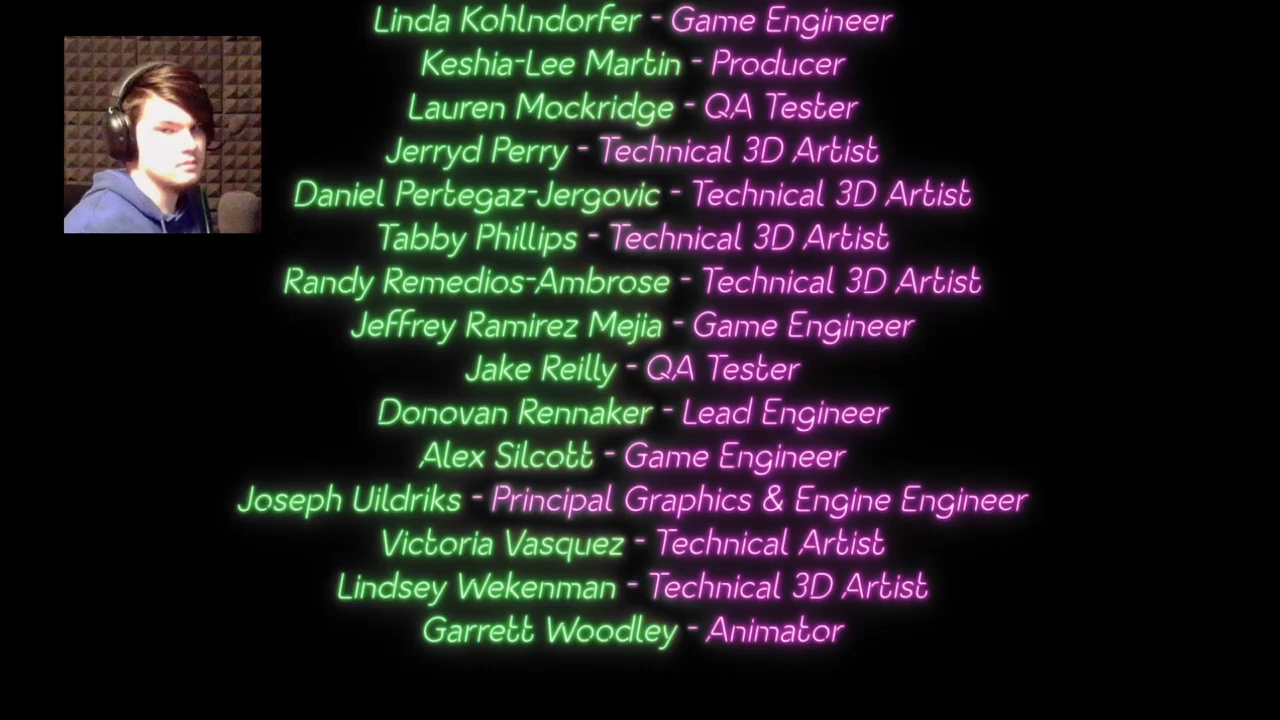 Linda Kohlndorfer - Game Engineer
Keshia-Lee Martin - Producer
Lauren Mockridge - QA Tester
Jerryd Perry - Technical 3D Artist
Daniel Pertegaz-Jergovic - Technical 3D Artist
Tabby Phillips - Technical 3D Artist
Randy Remedios-Ambrose - Technical 3D Artist
Jeffrey Ramirez Mejia - Game Engineer
Jake Reilly - QA Tester
Donovan Rennaker - Lead Engineer
Alex Silcott - Game Engineer
Joseph Uildriks - Principal Graphics & Engine Engineer
Victoria Vasquez - Technical Artist
Lindsey Wekenman - Technical 3D Artist
Garrett Woodley - Animator